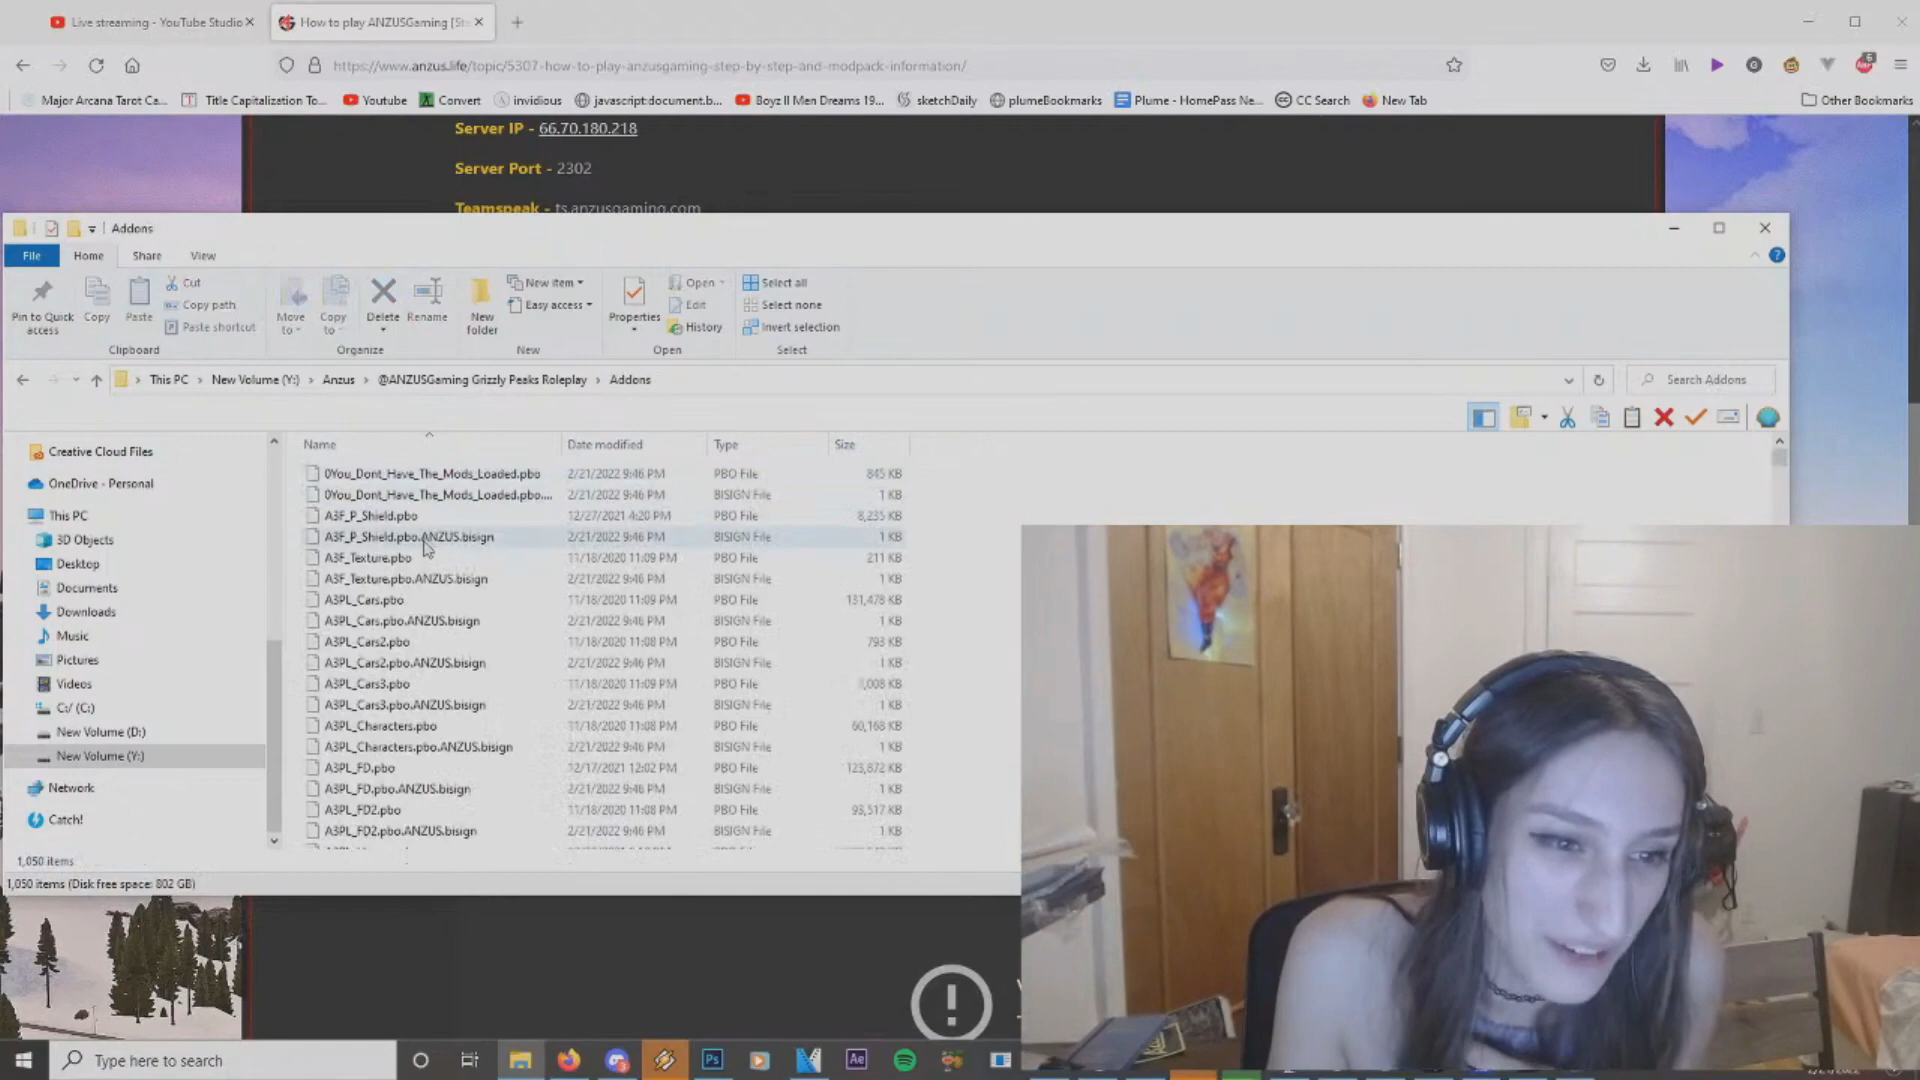 Live streaming - YouTube Studio
How to play ANZUSGaming [St
https://www.anzus.life/topic/5307-how-to-play-anzusgaming-step-by-step-and-modpack-information/
6
Major Arcana Tarot Ca...
Title Capitalization To...
Youtube
Convert
invidious
javascript:document.b...
Boyz II Men Dreams 19...
sketchDaily
plumeBookmarks
Plume - HomePass Ne...
CC Search
New Tab
Other Bookmarks
Server IP - 66.70.180.218
Server Port - 2302
Teamspeak - ts.anzusgaming.com
Addons
File Home Share View
Pin to Quick access
Copy
Paste
Cut
Copy path
Paste shortcut
Move to
Copy to
Delete
Rename
New folder
New item
Easy access
Properties
Open
Edit
History
Select all
Select none
Invert selection
Clipboard
Organize
New
Open
Select
This PC > New Volume (Y:) > Anzus > @ANZUSGaming Grizzly Peaks Roleplay > Addons
Search Addons
Creative Cloud Files
OneDrive - Personal
This PC
3D Objects
Desktop
Documents
Downloads
Music
Pictures
Videos
C:/ (C:)
New Volume (D:)
New Volume (Y:)
Network
Catch!
Name Date modified Type Size
0You_Dont_Have_The_Mods_Loaded.pbo 2/21/2022 9:46 PM PBO File 845 KB
0You_Dont_Have_The_Mods_Loaded.pbo.... 2/21/2022 9:46 PM BISIGN File 1 KB
A3F_P_Shield.pbo 12/27/2021 4:20 PM PBO File 8,235 KB
A3F_P_Shield.pbo.ANZUS.bisign 2/21/2022 9:46 PM BISIGN File 1 KB
A3F_Texture.pbo 11/18/2020 11:09 PM PBO File 211 KB
A3F_Texture.pbo.ANZUS.bisign 2/21/2022 9:46 PM BISIGN File 1 KB
A3PL_Cars.pbo 11/18/2020 11:09 PM PBO File 131,478 KB
A3PL_Cars.pbo.ANZUS.bisign 2/21/2022 9:46 PM BISIGN File 1 KB
A3PL_Cars2.pbo 11/18/2020 11:08 PM PBO File 793 KB
A3PL_Cars2.pbo.ANZUS.bisign 2/21/2022 9:46 PM BISIGN File 1 KB
A3PL_Cars3.pbo 11/18/2020 11:09 PM PBO File KB
A3PL_Cars3.pbo.ANZUS.bisign 2/21/2022 9:46 PM BISIGN File 1 KB
A3PL_Characters.pbo 11/18/2020 11:08 PM PBO File 60,168 KB
A3PL_Characters.pbo.ANZUS.bisign 2/21/2022 9:46 PM BISIGN File 1 KB
A3PL_FD.pbo 12/17/2021 12:02 PM PBO File 123,872 KB
A3PL_FD.pbo.ANZUS.bisign 2/21/2022 9:46 PM BISIGN File 1 KB
A3PL_FD2.pbo 11/18/2020 11:08 PM PBO File 93,517 KB
A3PL_FD2.pbo.ANZUS.bisign 2/21/2022 9:46 PM BISIGN File 1 KB
1,050 items
1,050 items (Disk free space: 802 GB)
Type here to search
Ps
Ae